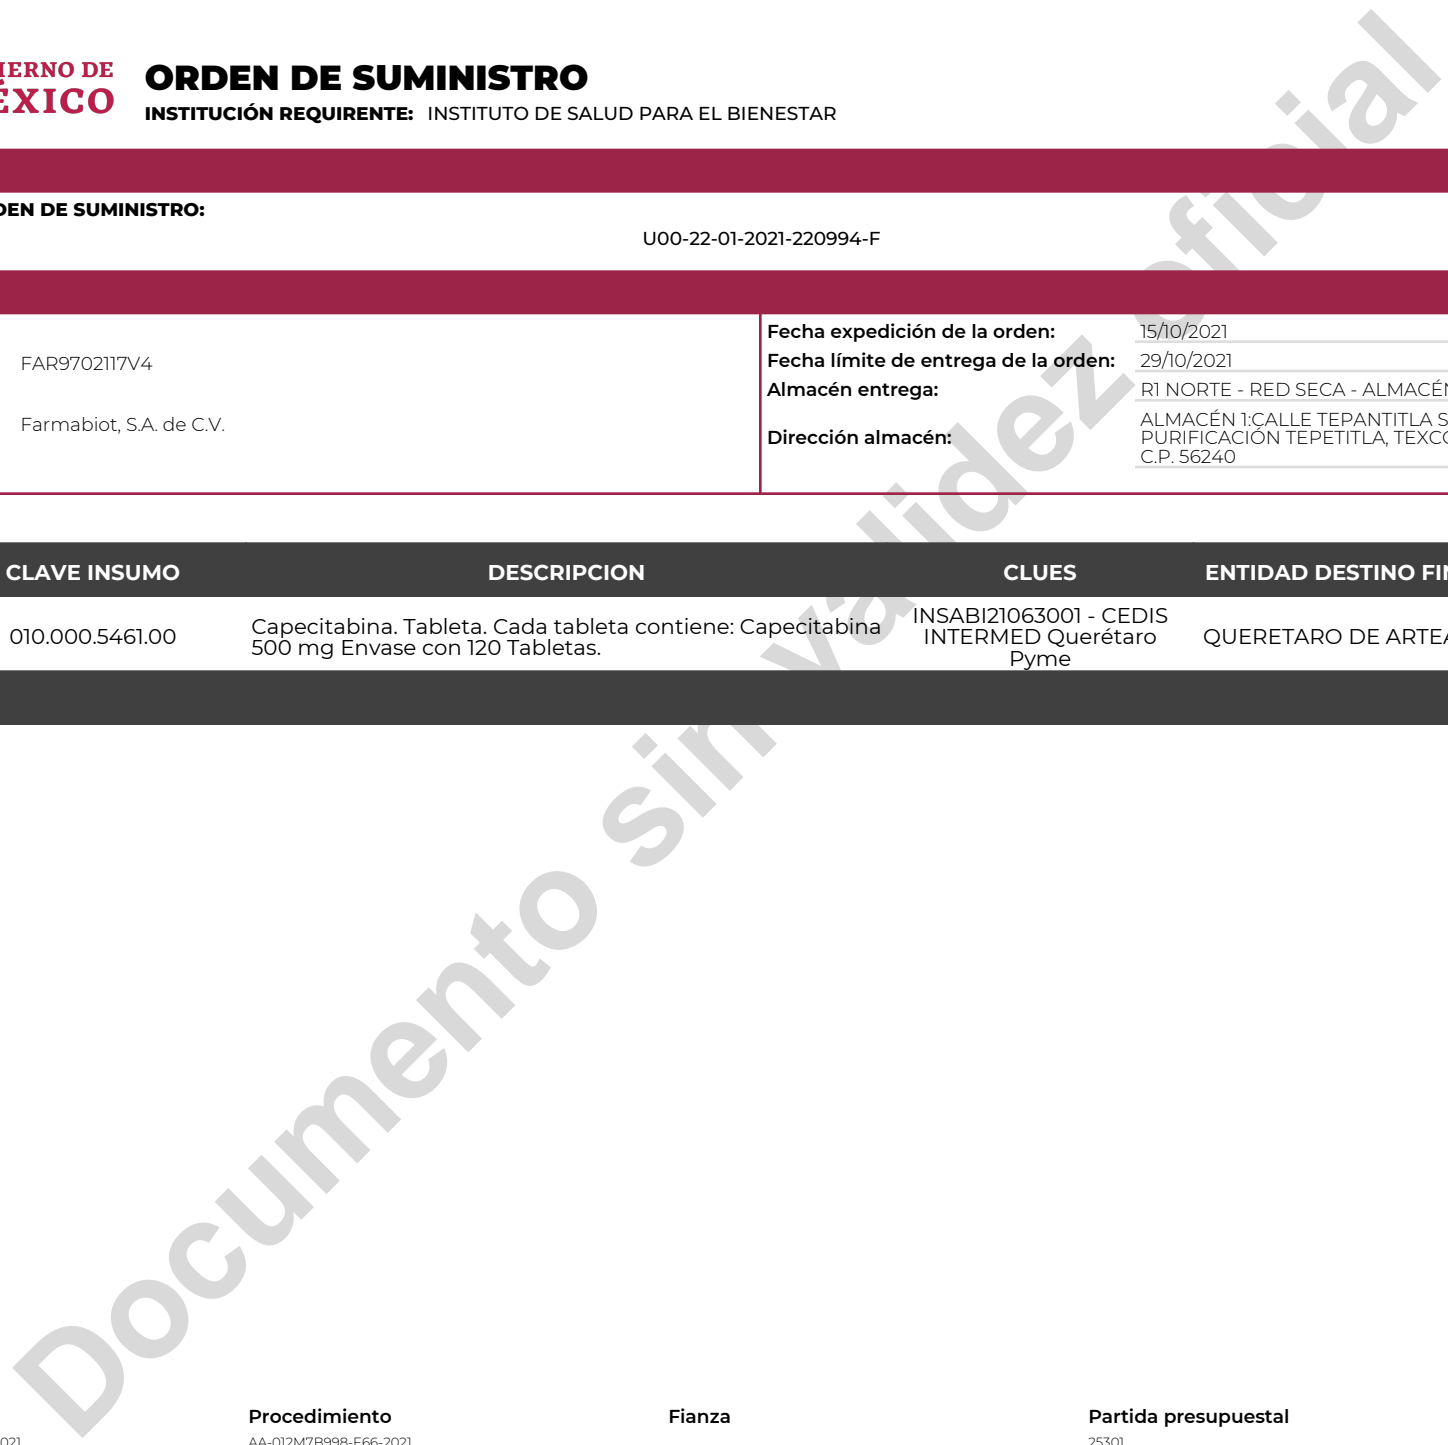 IERNO DE
ÉXICO
ORDEN DE SUMINISTRO
INSTITUCIÓN REQUIRENTE: INSTITUTO DE SALUD PARA EL BIENESTAR
DEN DE SUMINISTRO:
U00-22-01-2021-220994-F
FAR9702117V4
Farmabiot, S.A. de C.V.
Fecha expedición de la orden: 15/10/2021
Fecha límite de entrega de la orden: 29/10/2021
Almacén entrega: R1 NORTE - RED SECA - ALMACÉN
Dirección almacén:
ALMACÉN 1:CALLE TEPANTITLA S
PURIFICACIÓN TEPETITLA, TEXCO
C.P. 56240
CLAVE INSUMO DESCRIPCION CLUES ENTIDAD DESTINO FIN
010.000.5461.00
Capecitabina. Tableta. Cada tableta contiene: Capecitabina
500 mg Envase con 120 Tabletas.
INSABI21063001 - CEDIS
INTERMED Querétaro
Pyme
QUERETARO DE ARTEA
Documento sin validez oficial
Procedimiento Fianza Partida presupuestal
021 AA-012M7B998-E66-2021 25301